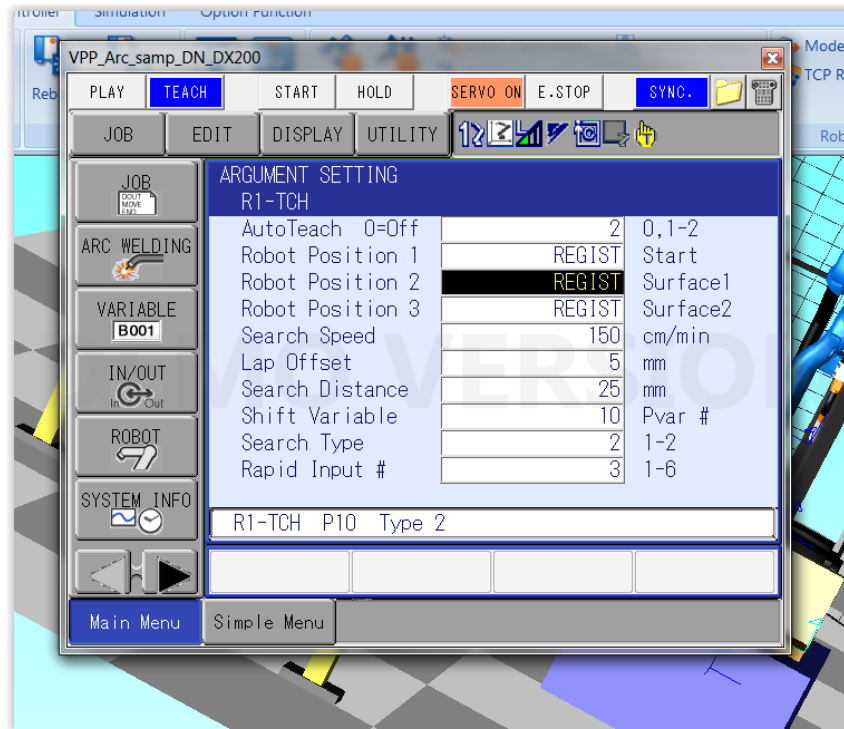 Simulation
Option Function
VPP_Arc_samp_DN_DX200
Mode
TCP R
Reb
PLAY TEACH START HOLD SERVO ON E.STOP SYNC.
JOB EDIT DISPLAY UTILITY
Rob
JOB
DOUT
MOVE
END
ARC WELDING
VARIABLE
B001
IN/OUT
In Out
ROBOT
SYSTEM INFO
ARGUMENT SETTING
R1-TCH
AutoTeach 0=Off 2 0,1-2
Robot Position 1 REGIST Start
Robot Position 2 REGIST Surface1
Robot Position 3 REGIST Surface2
Search Speed 150 cm/min
Lap Offset 5 mm
Search Distance 25 mm
Shift Variable 10 Pvar #
Search Type 2 1-2
Rapid Input # 3 1-6
R1-TCH P10 Type 2
Main Menu Simple Menu